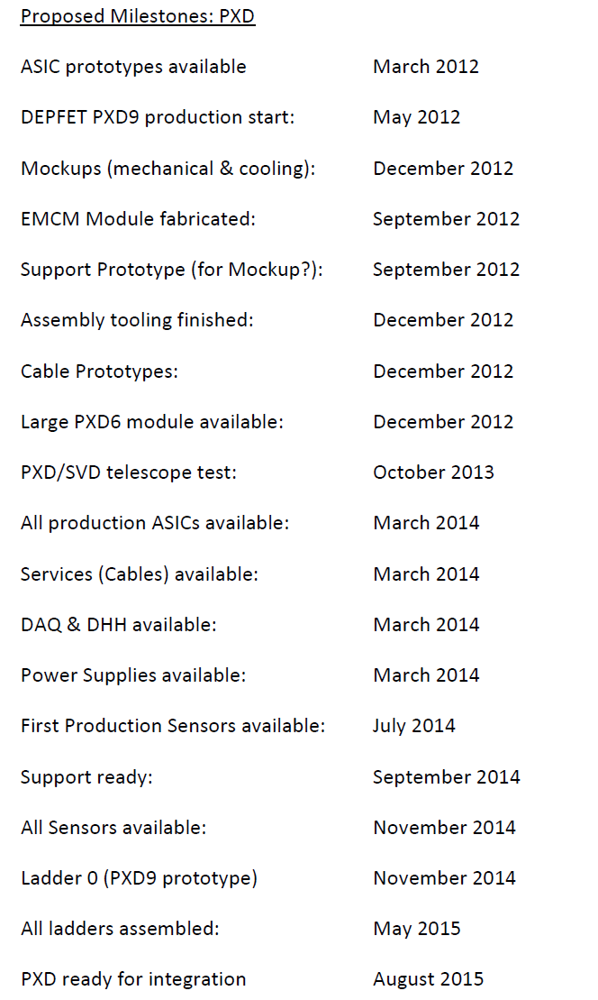 Proposed Milestones: PXD
ASIC prototypes available March 2012
DEPFET PXD9 production start: May 2012
Mockups (mechanical & cooling): December 2012
EMCM Module fabricated: September 2012
Support Prototype (for Mockup?): September 2012
Assembly tooling finished: December 2012
Cable Prototypes: December 2012
Large PXD6 module available: December 2012
PXD/SVD telescope test: October 2013
All production ASICs available: March 2014
Services (Cables) available: March 2014
DAQ & DHH available: March 2014
Power Supplies available: March 2014
First Production Sensors available: July 2014
Support ready: September 2014
All Sensors available: November 2014
Ladder 0 (PXD9 prototype) November 2014
All ladders assembled: May 2015
PXD ready for integration August 2015